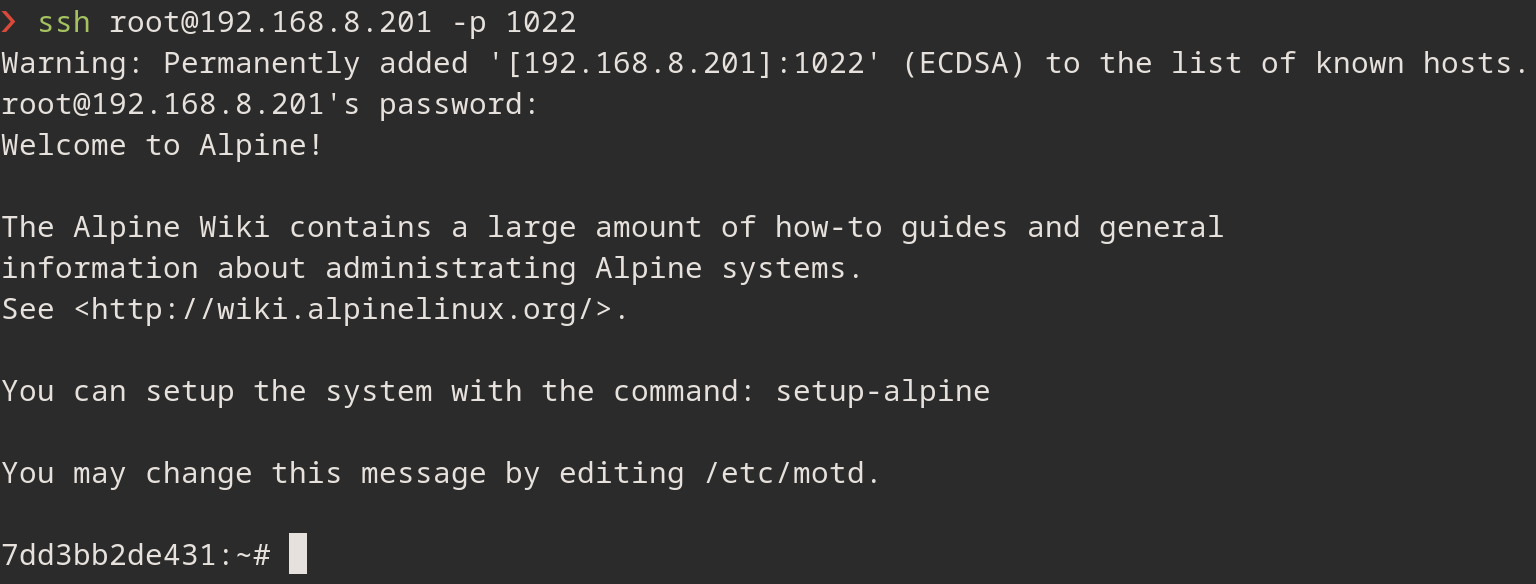 ❯ ssh root@192.168.8.201 -p 1022
Warning: Permanently added '[192.168.8.201]:1022' (ECDSA) to the list of known hosts.
root@192.168.8.201's password:
Welcome to Alpine!
The Alpine Wiki contains a large amount of how-to guides and general
information about administrating Alpine systems.
See <http://wiki.alpinelinux.org/>.
You can setup the system with the command: setup-alpine
You may change this message by editing /etc/motd.
7dd3bb2de431:~#